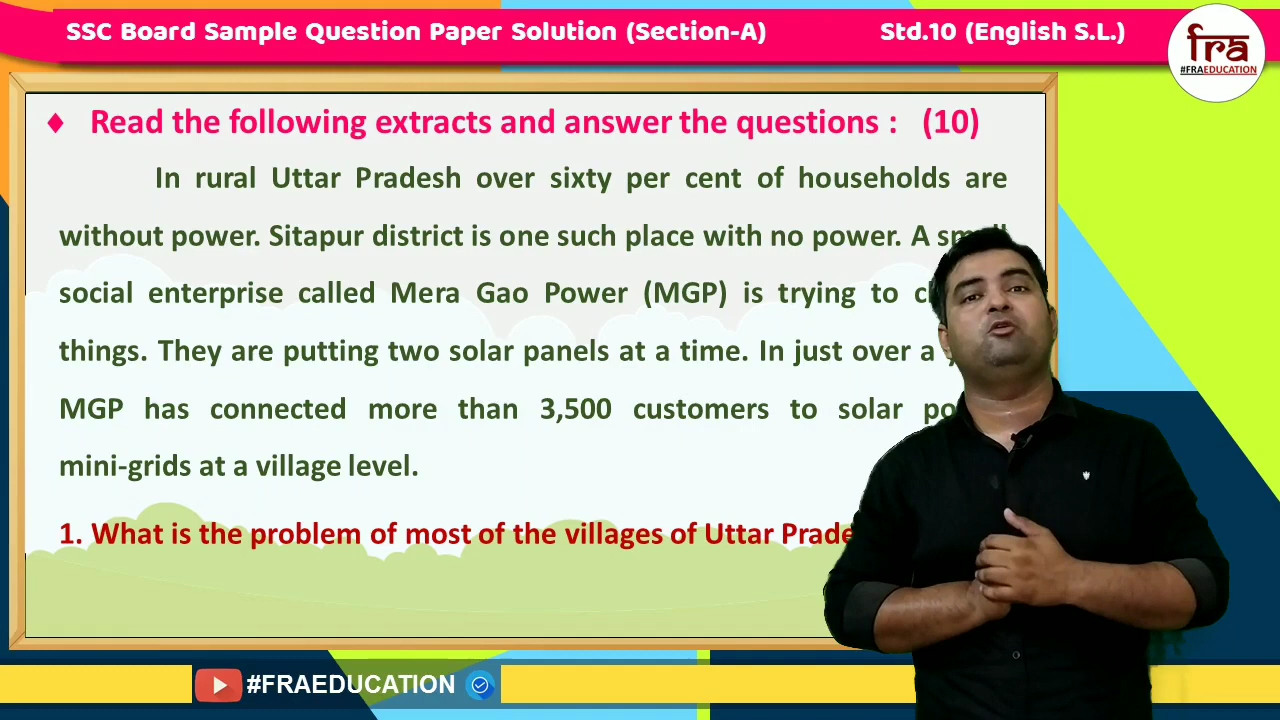 SSC Board Sample Question Paper Solution (Section-A) Std.10 (English S.L.)
fra
#FRAEDUCATION
♦ Read the following extracts and answer the questions : (10)
In rural Uttar Pradesh over sixty per cent of households are
without power. Sitapur district is one such place with no power. A
social enterprise called Mera Gao Power (MGP) is trying to
things. They are putting two solar panels at a time. In just over a
MGP has connected more than 3,500 customers to solar
mini-grids at a village level.
1. What is the problem of most of the villages of Uttar
#FRAEDUCATION